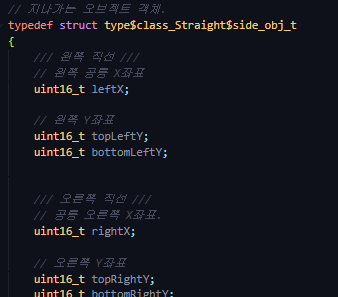 // 지나가는 오브젝트 객체.
typedef struct type$class_Straight$side_obj_t
{
/// 왼쪽 직선 ///
// 왼쪽 공통 X좌표
uint16_t leftX;
// 왼쪽 Y좌표
uint16_t topLeftY;
uint16_t bottomLeftY;
/// 오른쪽 직선 ///
// 공통 오른쪽 X좌표.
uint16_t rightX;
// 오른쪽 Y좌표
uint16_t topRightY;
uint16_t bottomRightY;